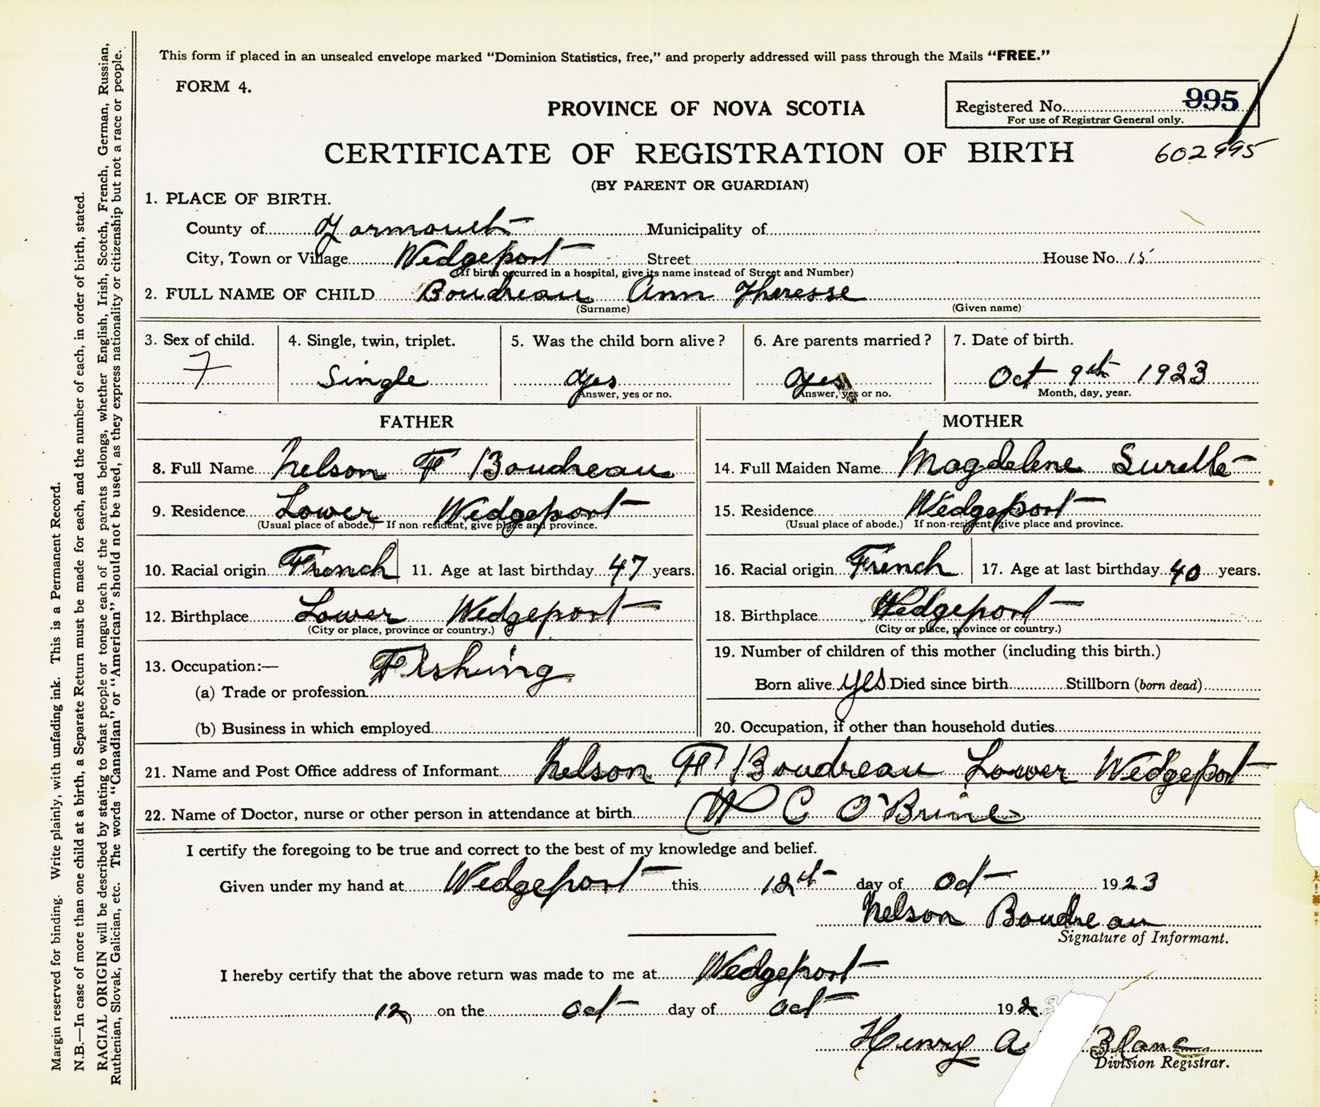 This form if placed in an unsealed envelope marked "Dominion Statistics, free," and properly addressed will pass through the Mails "FREE."
FORM 4.
PROVINCE OF NOVA SCOTIA
Registered No. 995
For use of Registrar General only.
CERTIFICATE OF REGISTRATION OF BIRTH
602995
(BY PARENT OR GUARDIAN)
1. PLACE OF BIRTH.
County of Yarmouth Municipality of
City, Town or Village Wedgeport Street House No. 15
(If birth occurred in a hospital, give its name instead of Street and Number)
2. FULL NAME OF CHILD Boudreau Ann Theresse
(Surname) (Given name)
3. Sex of child. 4. Single, twin, triplet. 5. Was the child born alive? 6. Are parents married? 7. Date of birth.
F Single yes yes Oct 9th 1923
Answer, yes or no. Answer, yes or no. Month, day, year.
FATHER MOTHER
8. Full Name Nelson F Boudreau 14. Full Maiden Name Magdelene Surette
9. Residence Lower Wedgeport 15. Residence Wedgeport
(Usual place of abode.) If non-resident, give place and province. (Usual place of abode.) If non-resident, give place and province.
10. Racial origin French 11. Age at last birthday 47 years. 16. Racial origin French 17. Age at last birthday 40 years.
12. Birthplace Lower Wedgeport 18. Birthplace Wedgeport
(City or place, province or country.) (City or place, province or country.)
13. Occupation:— Fishing 19. Number of children of this mother (including this birth.)
(a) Trade or profession Born alive yes Died since birth Stillborn (born dead)
(b) Business in which employed 20. Occupation, if other than household duties
21. Name and Post Office address of Informant Nelson F Boudreau Lower Wedgeport
22. Name of Doctor, nurse or other person in attendance at birth C O'Brine
I certify the foregoing to be true and correct to the best of my knowledge and belief.
Given under my hand at Wedgeport this 12th day of Oct 1923
Nelson Boudreau
Signature of Informant.
I hereby certify that the above return was made to me at Wedgeport
12 on the Oct day of Oct 192
Henry A Blanc
Division Registrar.
Margin reserved for binding. Write plainly, with unfading ink. This is a Permanent Record.
N.B.—In case of more than one child at a birth, a Separate Return must be made for each, and the number of each, in order of birth, stated.
RACIAL ORIGIN will be described by stating to what people or tongue each of the parents belongs, whether English, Irish, Scotch, French, German, Russian,
Ruthenian, Slovak, Galician, etc. The words "Canadian" or "American" should not be used, as they express nationality or citizenship but not a race or people.